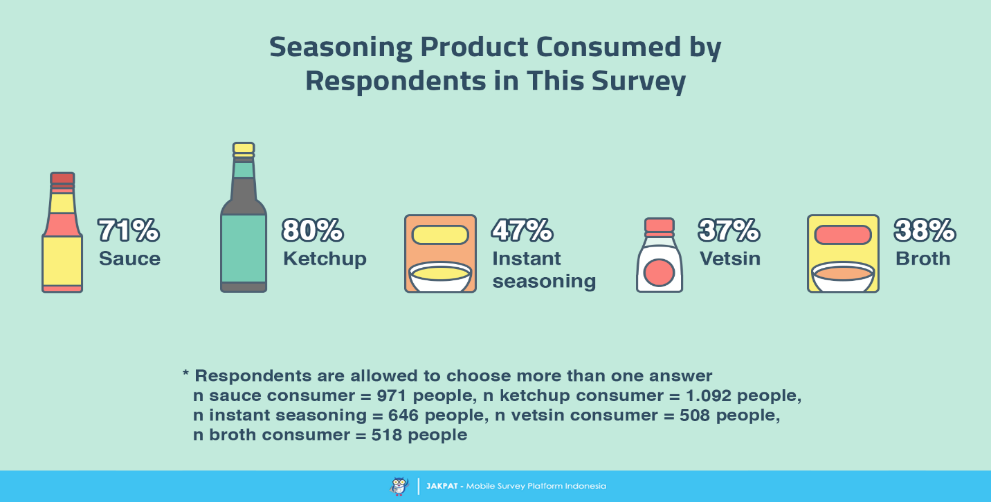 Seasoning Product Consumed by
Respondents in This Survey
71%
Sauce
80%
Ketchup
47%
Instant
seasoning
37%
Vetsin
38%
Broth
* Respondents are allowed to choose more than one answer
n sauce consumer = 971 people, n ketchup consumer = 1.092 people,
n instant seasoning = 646 people, n vetsin consumer = 508 people,
n broth consumer = 518 people
JAKPAT - Mobile Survey Platform Indonesia